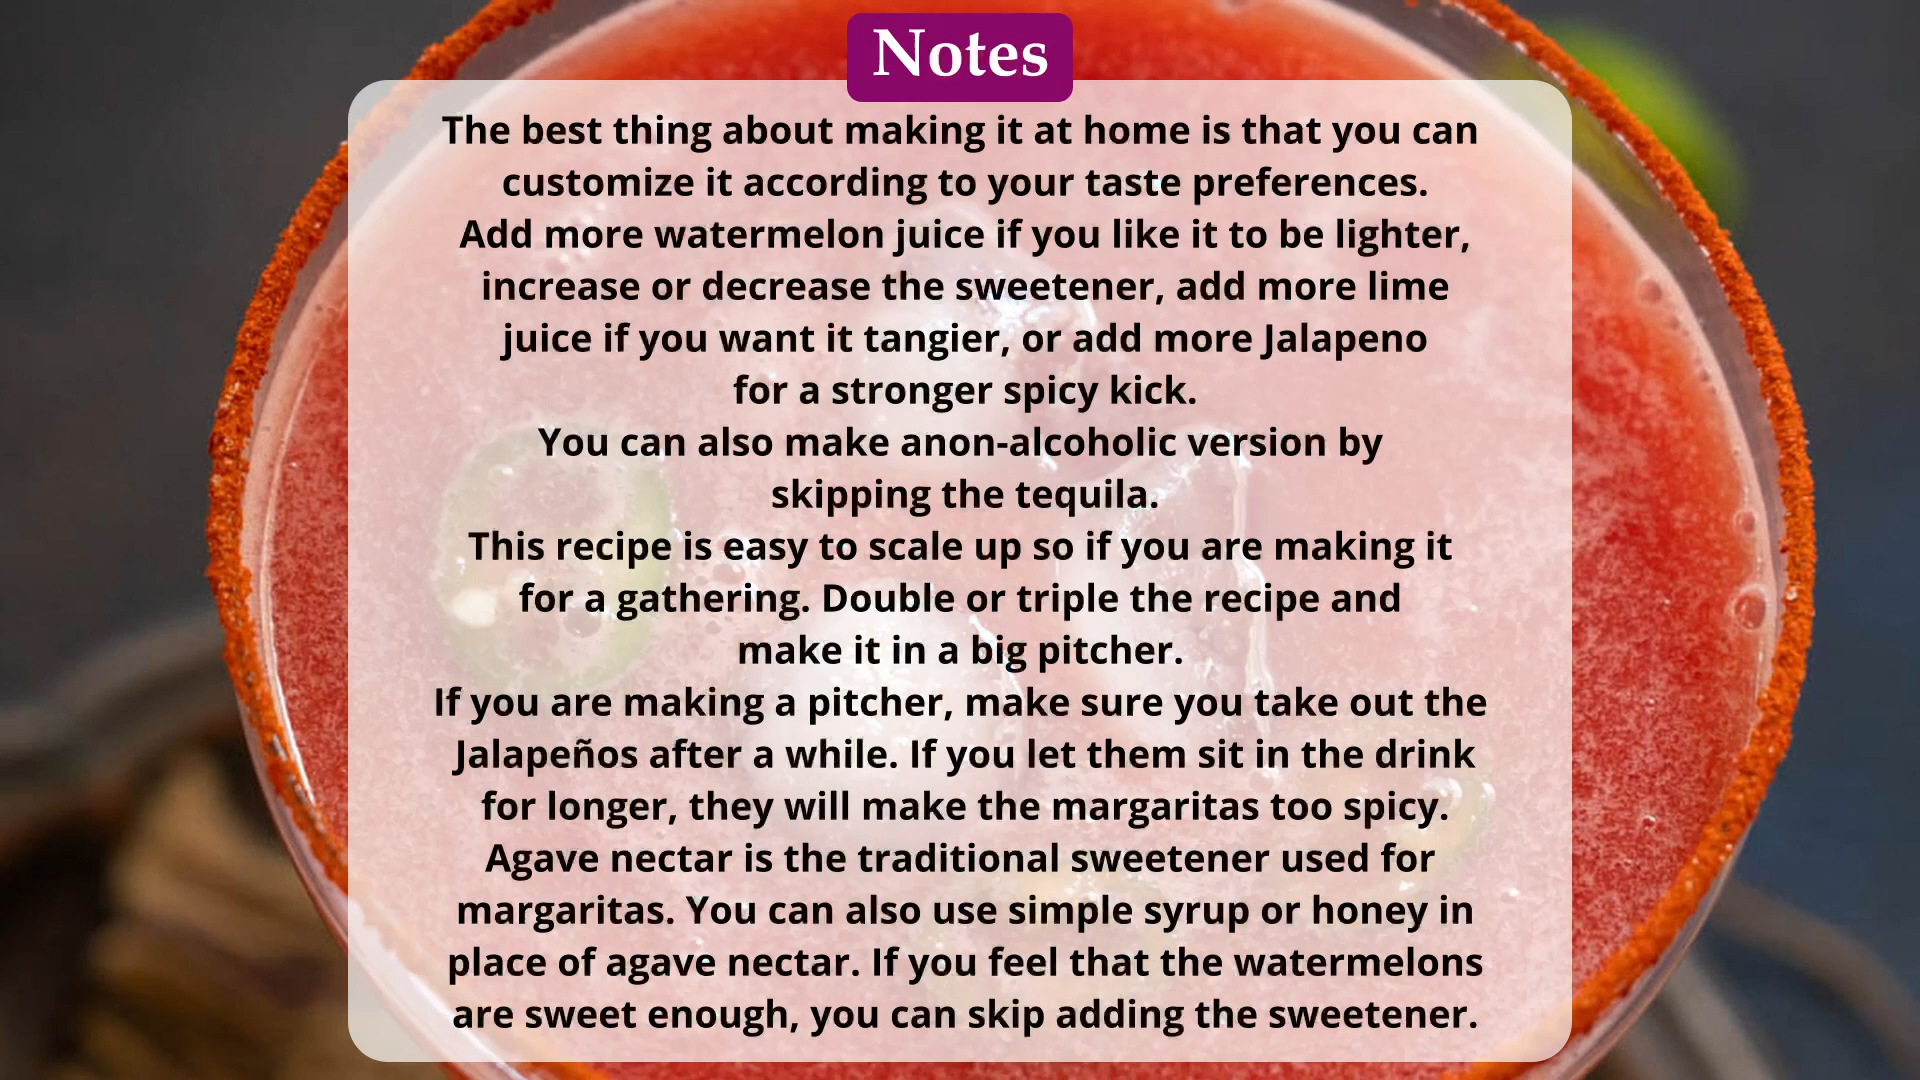 Notes
The best thing about making it at home is that you can
customize it according to your taste preferences.
Add more watermelon juice if you like it to be lighter,
increase or decrease the sweetener, add more lime
juice if you want it tangier, or add more Jalapeno
for a stronger spicy kick.
You can also make anon-alcoholic version by
skipping the tequila.
This recipe is easy to scale up so if you are making it
for a gathering. Double or triple the recipe and
make it in a big pitcher.
If you are making a pitcher, make sure you take out the
Jalapeños after a while. If you let them sit in the drink
for longer, they will make the margaritas too spicy.
Agave nectar is the traditional sweetener used for
margaritas. You can also use simple syrup or honey in
place of agave nectar. If you feel that the watermelons
are sweet enough, you can skip adding the sweetener.